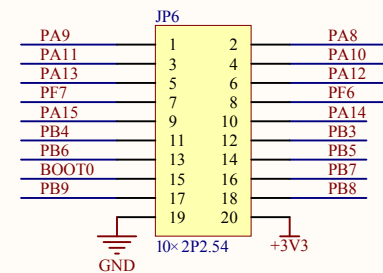 JP6
PA9 1 2 PA8
PA11 3 4 PA10
PA13 5 6 PA12
PF7 7 8 PF6
PA15 9 10 PA14
PB4 11 12 PB3
PB6 13 14 PB5
BOOT0 15 16 PB7
PB9 17 18 PB8
19 20
10×2P2.54
GND
+3V3